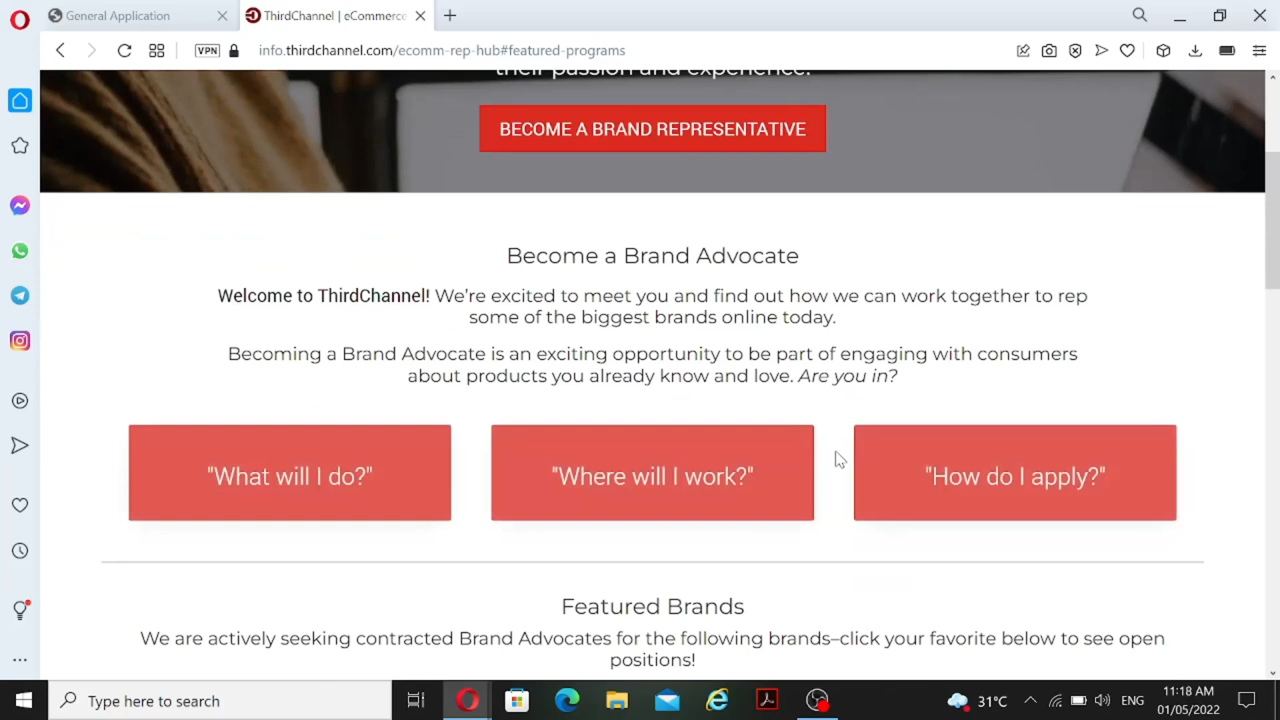 General Application
ThirdChannel | eCommerce
VPN
info.thirdchannel.com/ecomm-rep-hub#featured-programs
their passion and experience.
BECOME A BRAND REPRESENTATIVE
Become a Brand Advocate
Welcome to ThirdChannel! We're excited to meet you and find out how we can work together to rep
some of the biggest brands online today.
Becoming a Brand Advocate is an exciting opportunity to be part of engaging with consumers
about products you already know and love. Are you in?
"What will I do?"
"Where will I work?"
"How do I apply?"
Featured Brands
We are actively seeking contracted Brand Advocates for the following brands–click your favorite below to see open
positions!
Type here to search
31°C
ENG
11:18 AM
01/05/2022